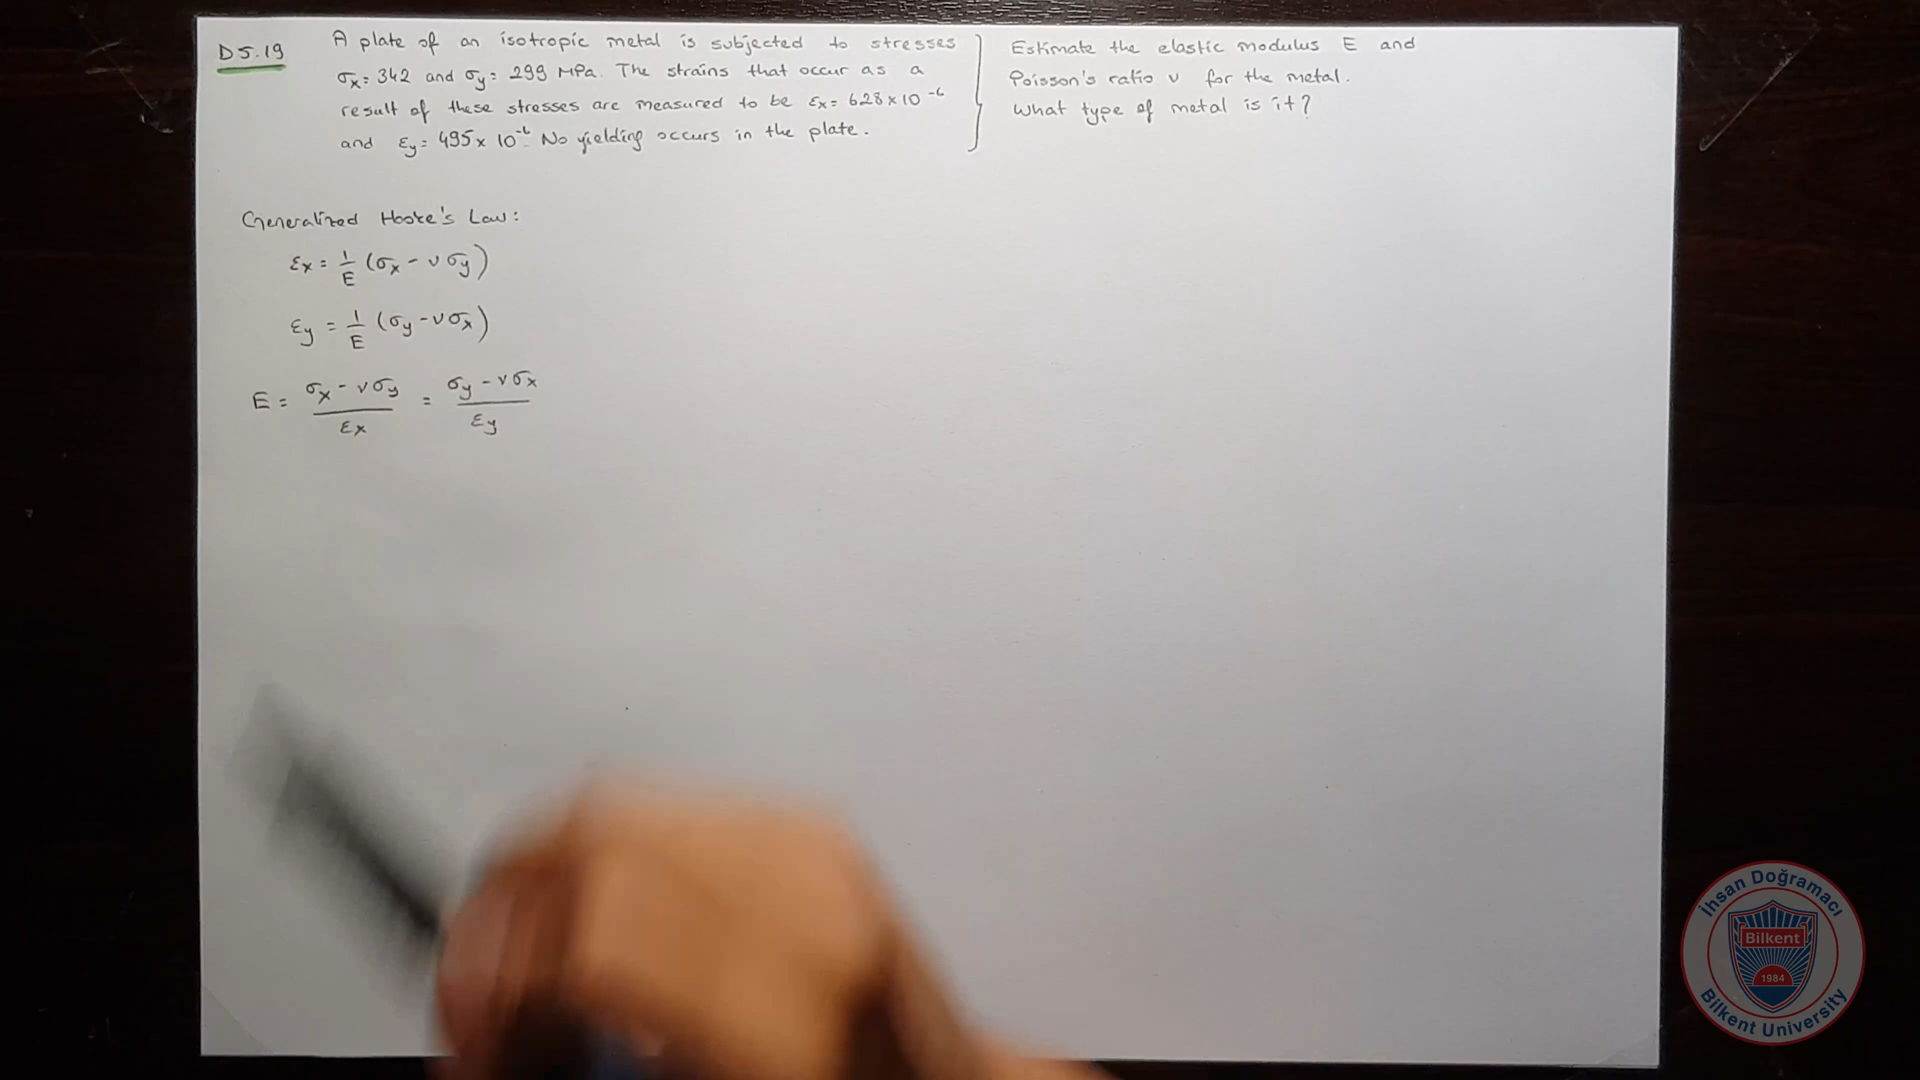 D5.19
A plate of an isotropic metal is subjected to stresses
σx = 342 and σy = 299 MPa. The strains that occur as a
result of these stresses are measured to be εx = 628 x 10^-6
and εy = 495 x 10^-6. No yielding occurs in the plate.
Estimate the elastic modulus E and
Poisson's ratio ν for the metal.
What type of metal is it?
Generalized Hooke's Law:
εx = 1/E (σx - ν σy)
εy = 1/E (σy - ν σx)
E = (σx - ν σy)/εx = (σy - ν σx)/εy
İhsan Doğramacı
Bilkent
1984
Bilkent University